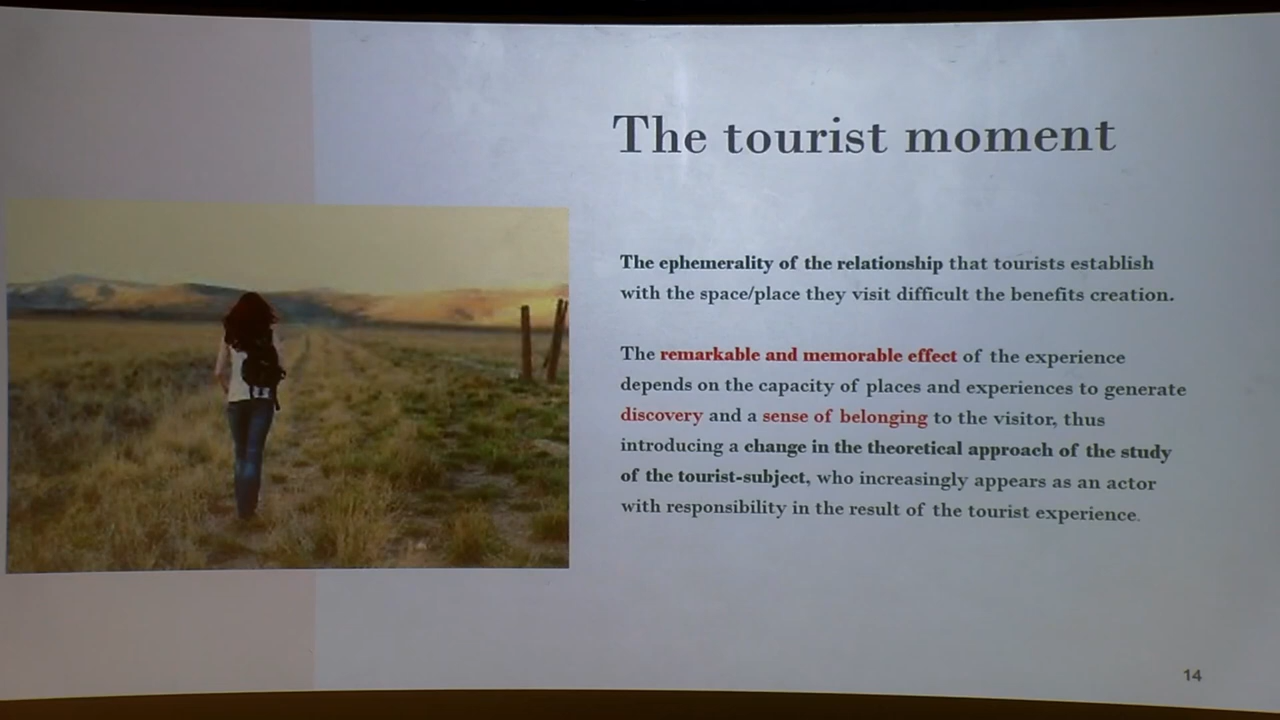 The tourist moment
The ephemerality of the relationship that tourists establish
with the space/place they visit difficult the benefits creation.
The remarkable and memorable effect of the experience
depends on the capacity of places and experiences to generate
discovery and a sense of belonging to the visitor, thus
introducing a change in the theoretical approach of the study
of the tourist-subject, who increasingly appears as an actor
with responsibility in the result of the tourist experience.
14